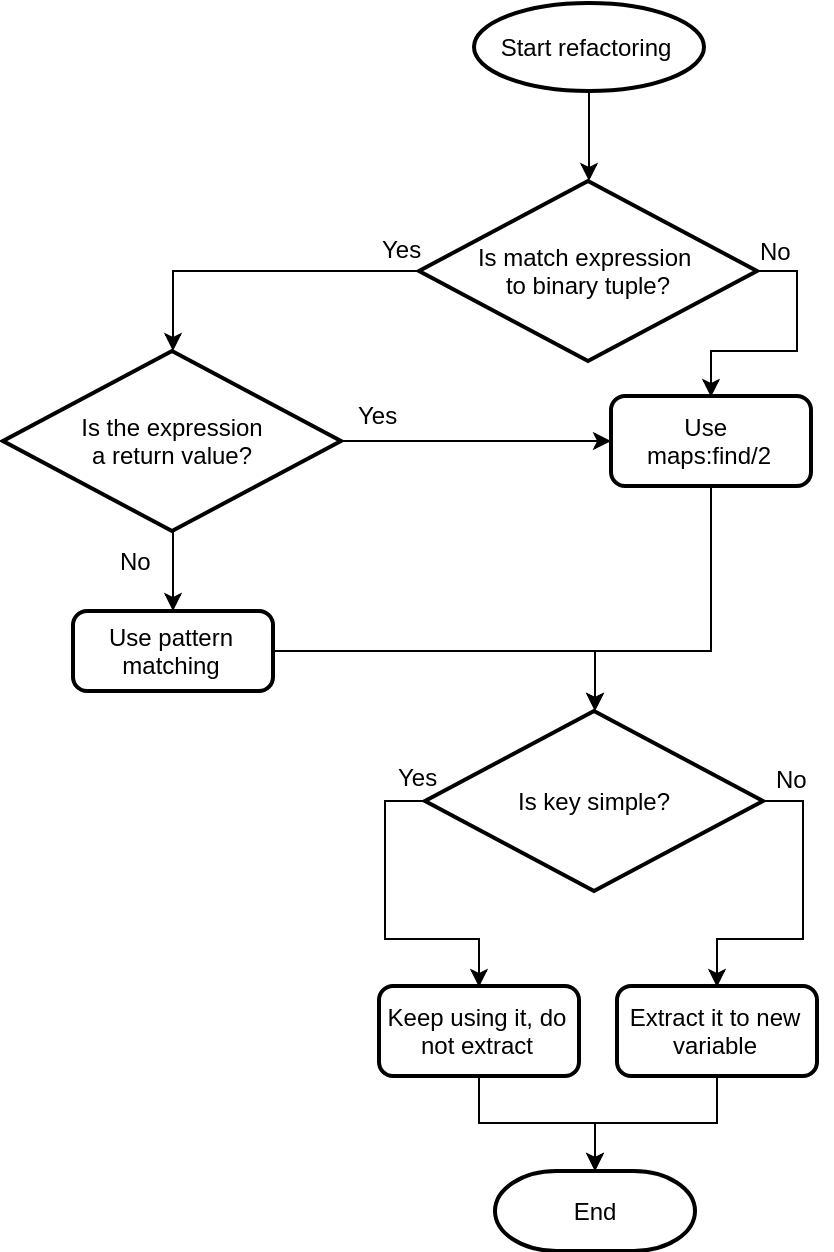 Start refactoring
Yes
Is match expression
to binary tuple?
No
Is the expression
a return value?
Yes
Use
maps:find/2
No
Use pattern
matching
Yes
Is key simple?
No
Keep using it, do
not extract
Extract it to new
variable
End